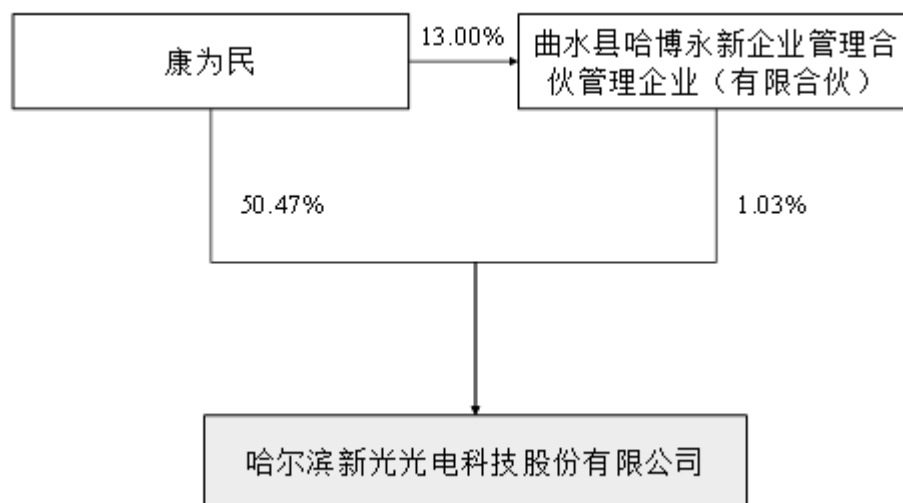 康为民
13.00%
曲水县哈博永新企业管理合
伙管理企业（有限合伙）
50.47%
1.03%
哈尔滨新光光电科技股份有限公司